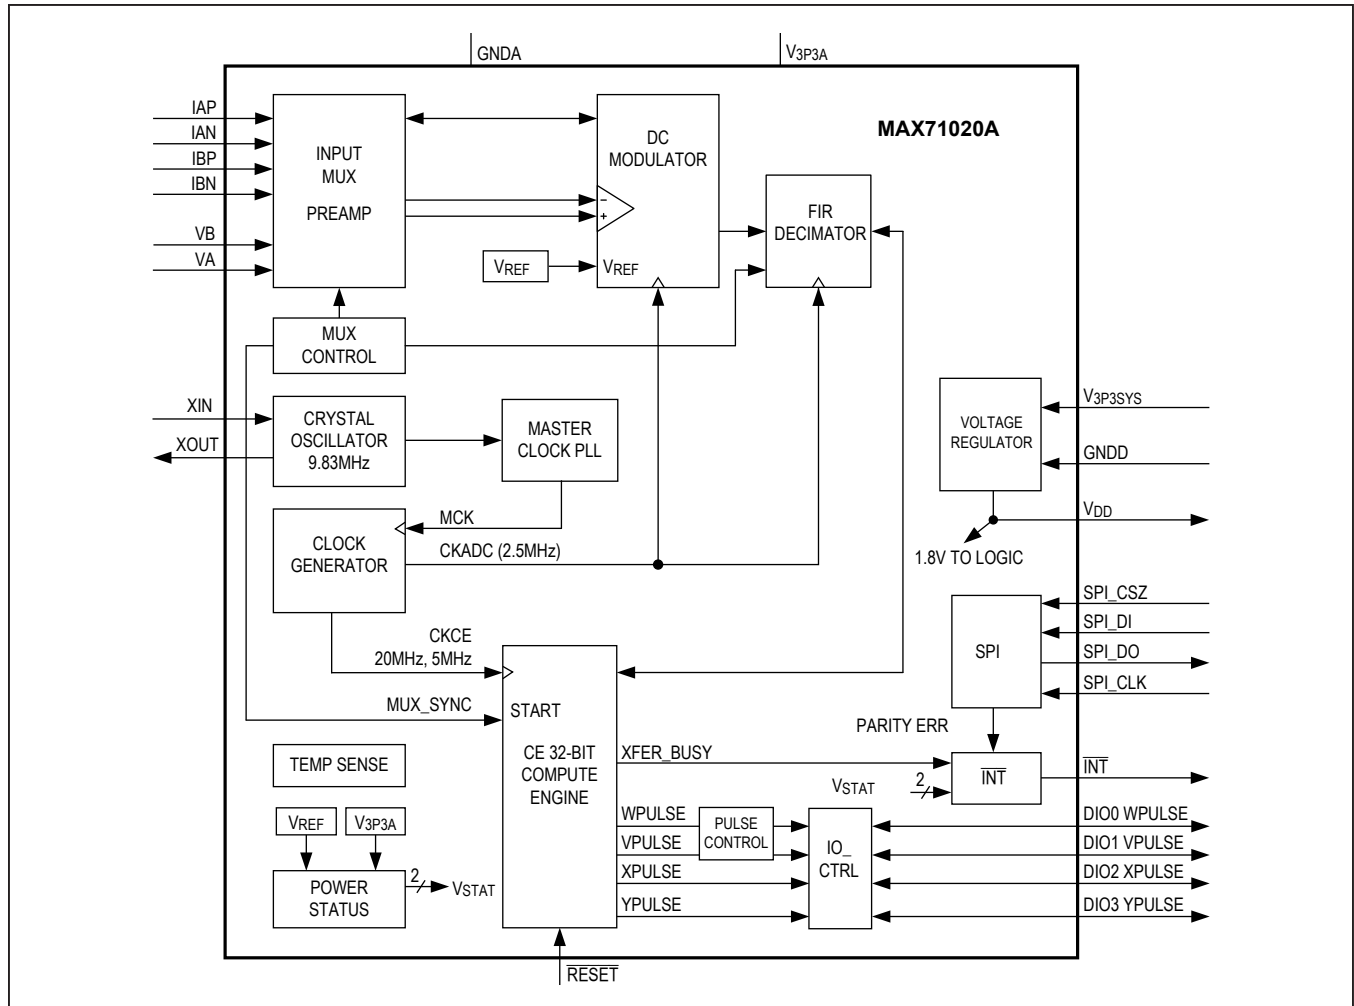 GNDA
V3P3A
MAX71020A
IAP
IAN
IBP
IBN
VB
VA
INPUT
MUX
PREAMP
DC
MODULATOR
−
+
VREF
VREF
FIR
DECIMATOR
MUX
CONTROL
XIN
XOUT
CRYSTAL
OSCILLATOR
9.83MHz
MASTER
CLOCK PLL
VOLTAGE
REGULATOR
V3P3SYS
GNDD
VDD
1.8V TO LOGIC
CLOCK
GENERATOR
MCK
CKADC (2.5MHz)
CKCE
20MHz, 5MHz
MUX_SYNC
START
CE 32-BIT
COMPUTE
ENGINE
SPI
SPI_CSZ
SPI_DI
SPI_DO
SPI_CLK
PARITY ERR
XFER_BUSY
VSTAT
2
INT
INT
TEMP SENSE
VREF
V3P3A
POWER
STATUS
2
VSTAT
WPULSE
VPULSE
XPULSE
YPULSE
PULSE
CONTROL
IO_
CTRL
DIO0 WPULSE
DIO1 VPULSE
DIO2 XPULSE
DIO3 YPULSE
RESET